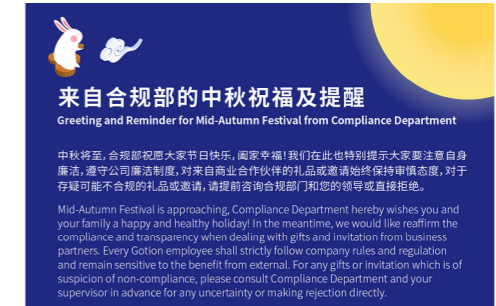 来自合规部的中秋祝福及提醒
Greeting and Reminder for Mid-Autumn Festival from Compliance Department
中秋将至,合规部祝愿大家节日快乐,阖家幸福!我们在此也特别提示大家要注意自身
廉洁,遵守公司廉洁制度,对来自商业合作伙伴的礼品或邀请始终保持审慎态度,对于
存疑可能不合规的礼品或邀请,请提前咨询合规部门和您的领导或直接拒绝。
Mid-Autumn Festival is approaching, Compliance Department hereby wishes you and
your family a happy and healthy holiday! In the meantime, we would like reaffirm the
compliance and transparency when dealing with gifts and invitation from business
partners. Every Gotion employee shall strictly follow company rules and regulation
and remain sensitive to the benefit from external. For any gifts or invitation which is of
suspicion of non-compliance, please consult Compliance Department and your
supervisor in advance for any uncertainty or making rejection directly.